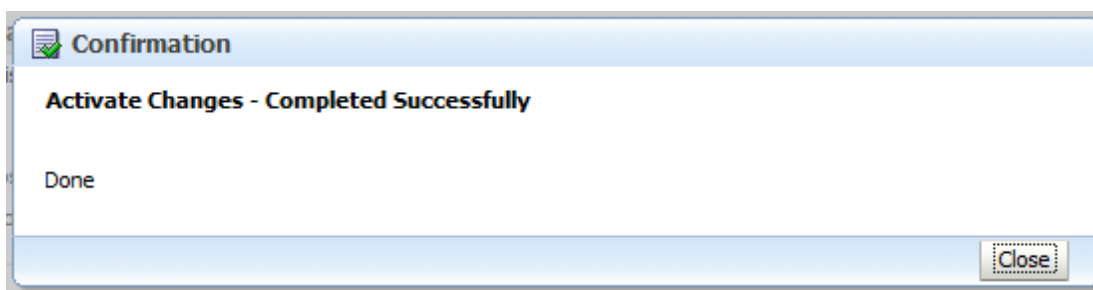 Confirmation
Activate Changes - Completed Successfully
Done
Close